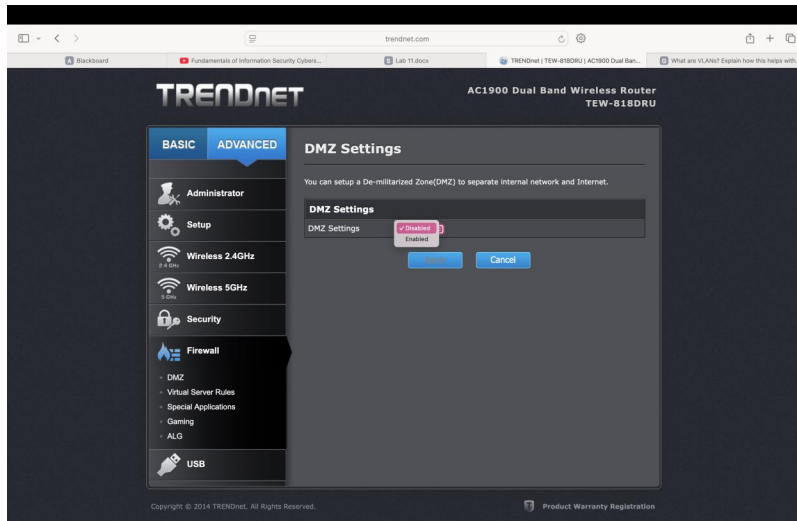 trendnet.com
Blackboard
Fundamentals of Information Security Cybers...
Lab 11.docx
TRENDnet | TEW-818DRU | AC1900 Dual Ban...
What are VLANs? Explain how this helps with
TRENDNET
AC1900 Dual Band Wireless Router
TEW-818DRU
BASIC
ADVANCED
DMZ Settings
You can setup a De-militarized Zone(DMZ) to separate internal network and Internet.
DMZ Settings
DMZ Settings
✓ Disabled
Enabled
Apply
Cancel
Administrator
Setup
2.4 GHz
Wireless 2.4GHz
5 GHz
Wireless 5GHz
Security
Firewall
DMZ
Virtual Server Rules
Special Applications
Gaming
ALG
USB
Copyright © 2014 TRENDnet. All Rights Reserved.
Product Warranty Registration